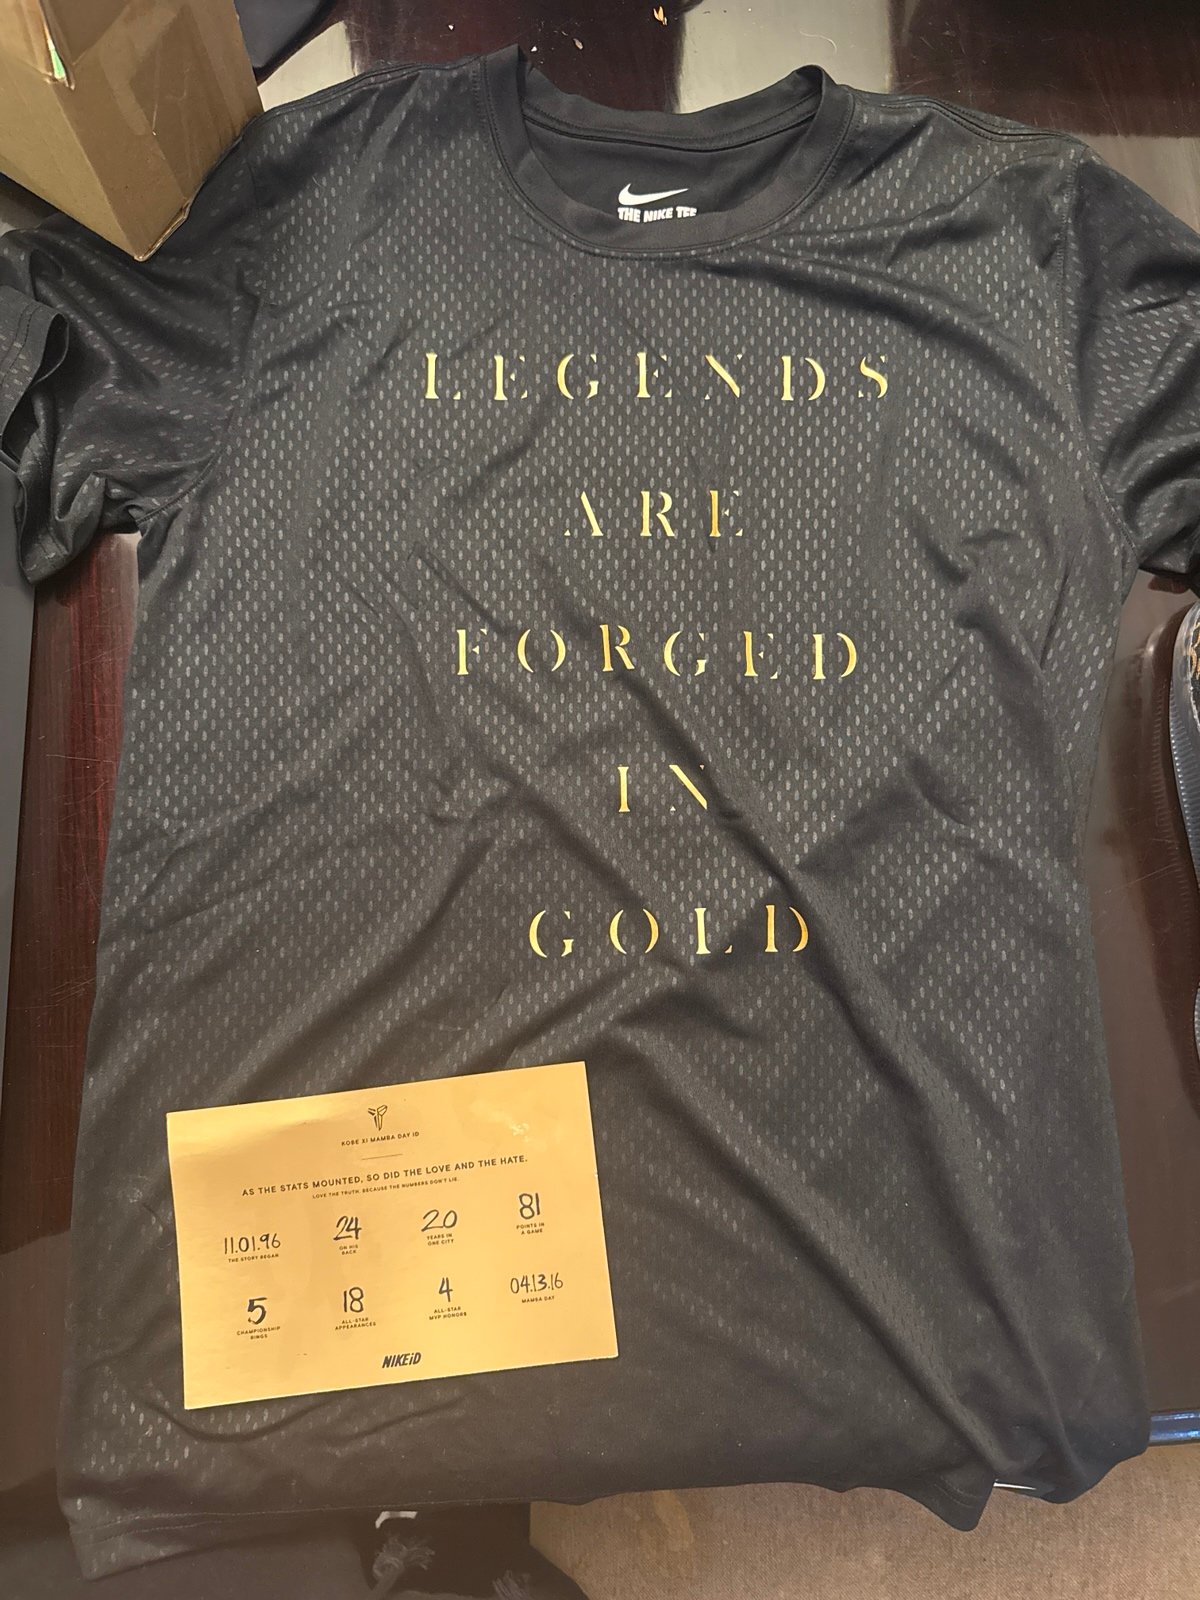 THE NIKE TEE
LEGENDS
ARE
FORGED
IN
GOLD
KOBE XI MAMBA DAY ID
AS THE STATS MOUNTED, SO DID THE LOVE AND THE HATE.
LOVE THE TRUTH. BECAUSE THE NUMBERS DON'T LIE.
11.01.96
THE STORY BEGAN
24
ON HIS
BACK
20
YEARS IN
ONE CITY
81
POINTS IN
A GAME
5
CHAMPIONSHIP
RINGS
18
ALL-STAR
APPEARANCES
4
ALL-STAR
MVP HONORS
04.13.16
MAMBA DAY
NIKEiD